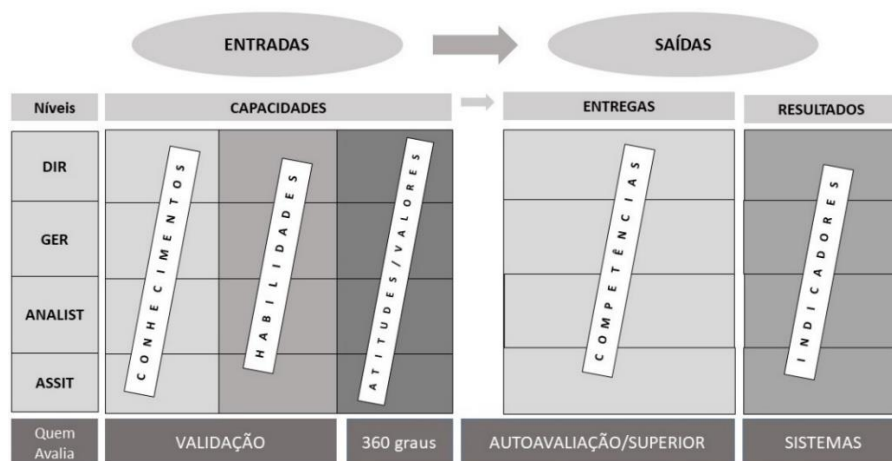 ENTRADAS
SAÍDAS
Níveis
CAPACIDADES
ENTREGAS
RESULTADOS
DIR
GER
ANALIST
ASSIT
CONHECIMENTOS
HABILIDADES
ATITUDES/VALORES
COMPETÊNCIAS
INDICADORES
Quem
Avalia
VALIDAÇÃO
360 graus
AUTOAVALIAÇÃO/SUPERIOR
SISTEMAS